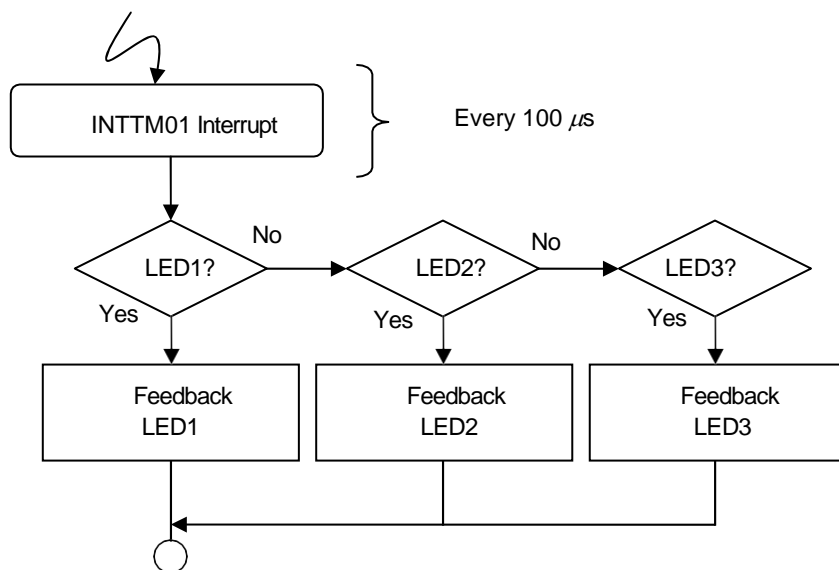 INTTM01 Interrupt
Every 100 μs
No
No
LED1?
LED2?
LED3?
Yes
Yes
Yes
Feedback
LED1
Feedback
LED2
Feedback
LED3